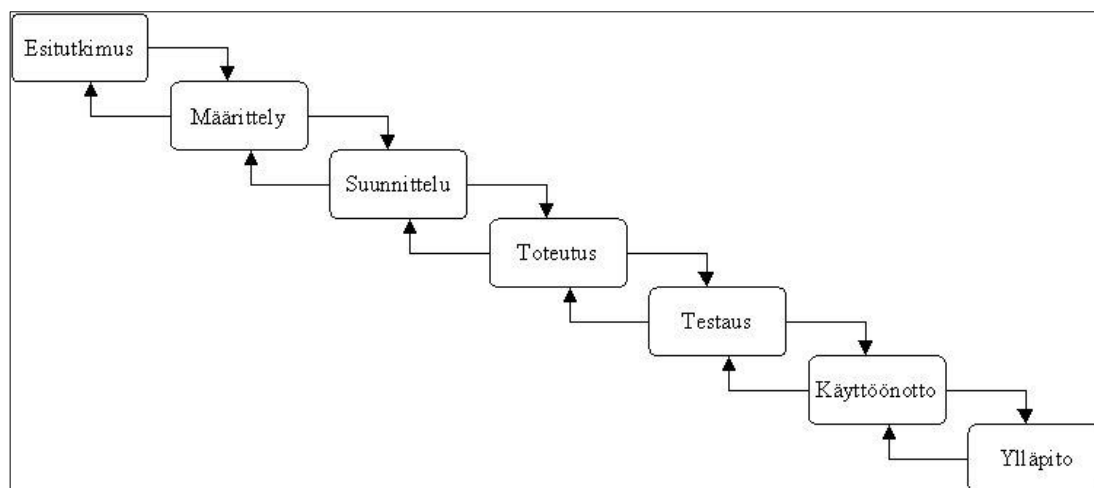 Esitutkimus
Määrittely
Suunnittelu
Toteutus
Testaus
Käyttöönotto
Ylläpito